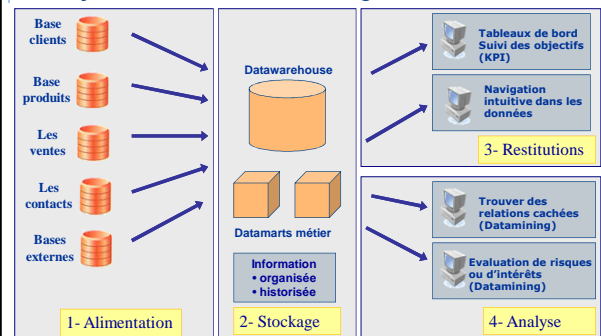 Base
clients
Base
produits
Les
ventes
Les
contacts
Bases
externes
1- Alimentation
Datawarehouse
Datamarts métier
Information
• organisée
• historisée
2- Stockage
Tableaux de bord
Suivi des objectifs
(KPI)
Navigation
intuitive dans les
données
3- Restitutions
Trouver des
relations cachées
(Datamining)
Evaluation de risques
ou d'intérêts
(Datamining)
4- Analyse